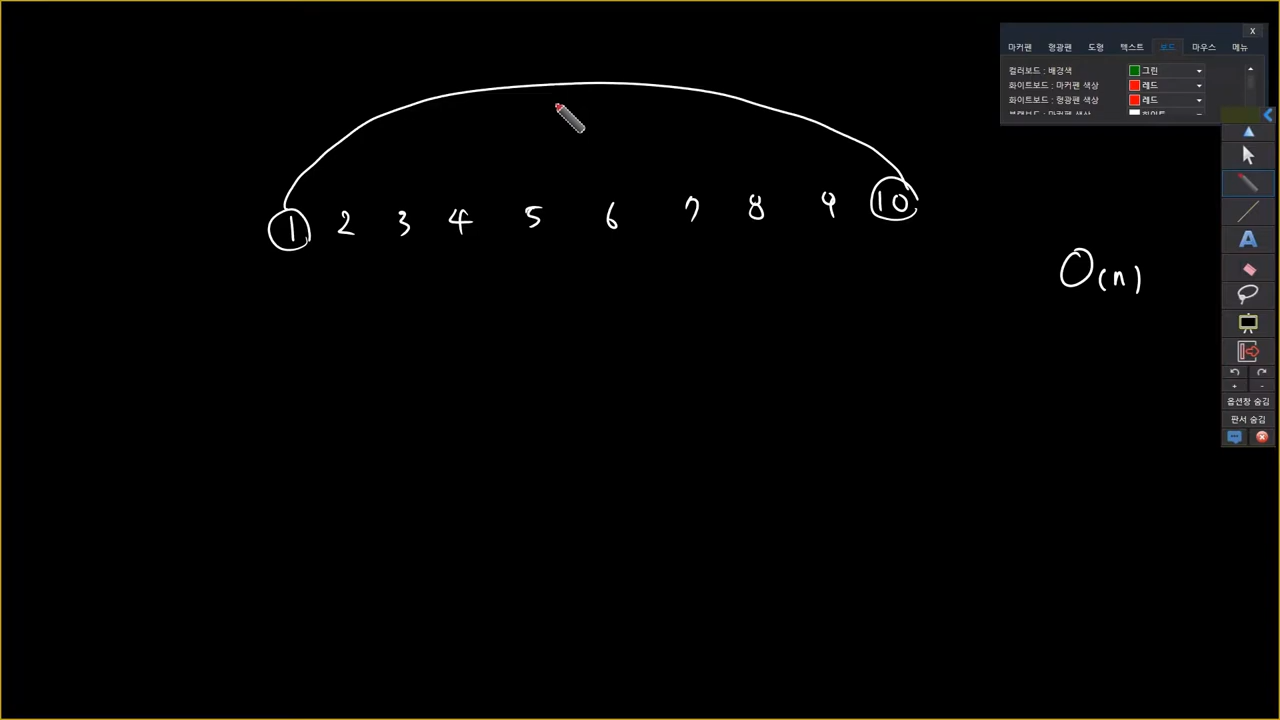 X
마커펜 형광펜 도형 텍스트 보드 마우스 메뉴
컬러보드 : 배경색 그린
화이트보드 : 마커펜 색상 레드
화이트보드 : 형광펜 색상 레드
1 2 3 4 5 6 7 8 9 10
A
O(n)
+ -
옵션창 숨김
판서 숨김